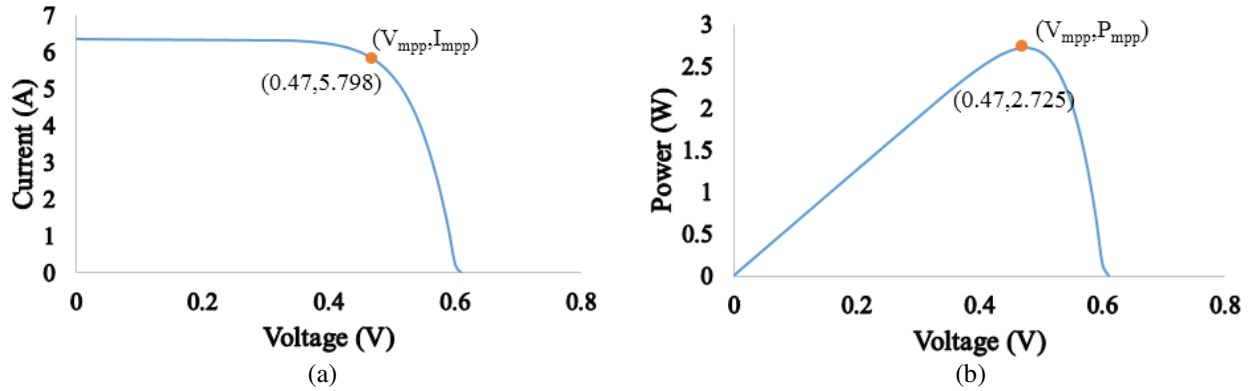 7
6
5
4
3
2
1
0
Current (A)
(Vmpp,Impp)
(0.47,5.798)
0 0.2 0.4 0.6 0.8
Voltage (V)
(a)
3
2.5
2
1.5
1
0.5
0
Power (W)
(Vmpp,Pmpp)
(0.47,2.725)
0 0.2 0.4 0.6 0.8
Voltage (V)
(b)